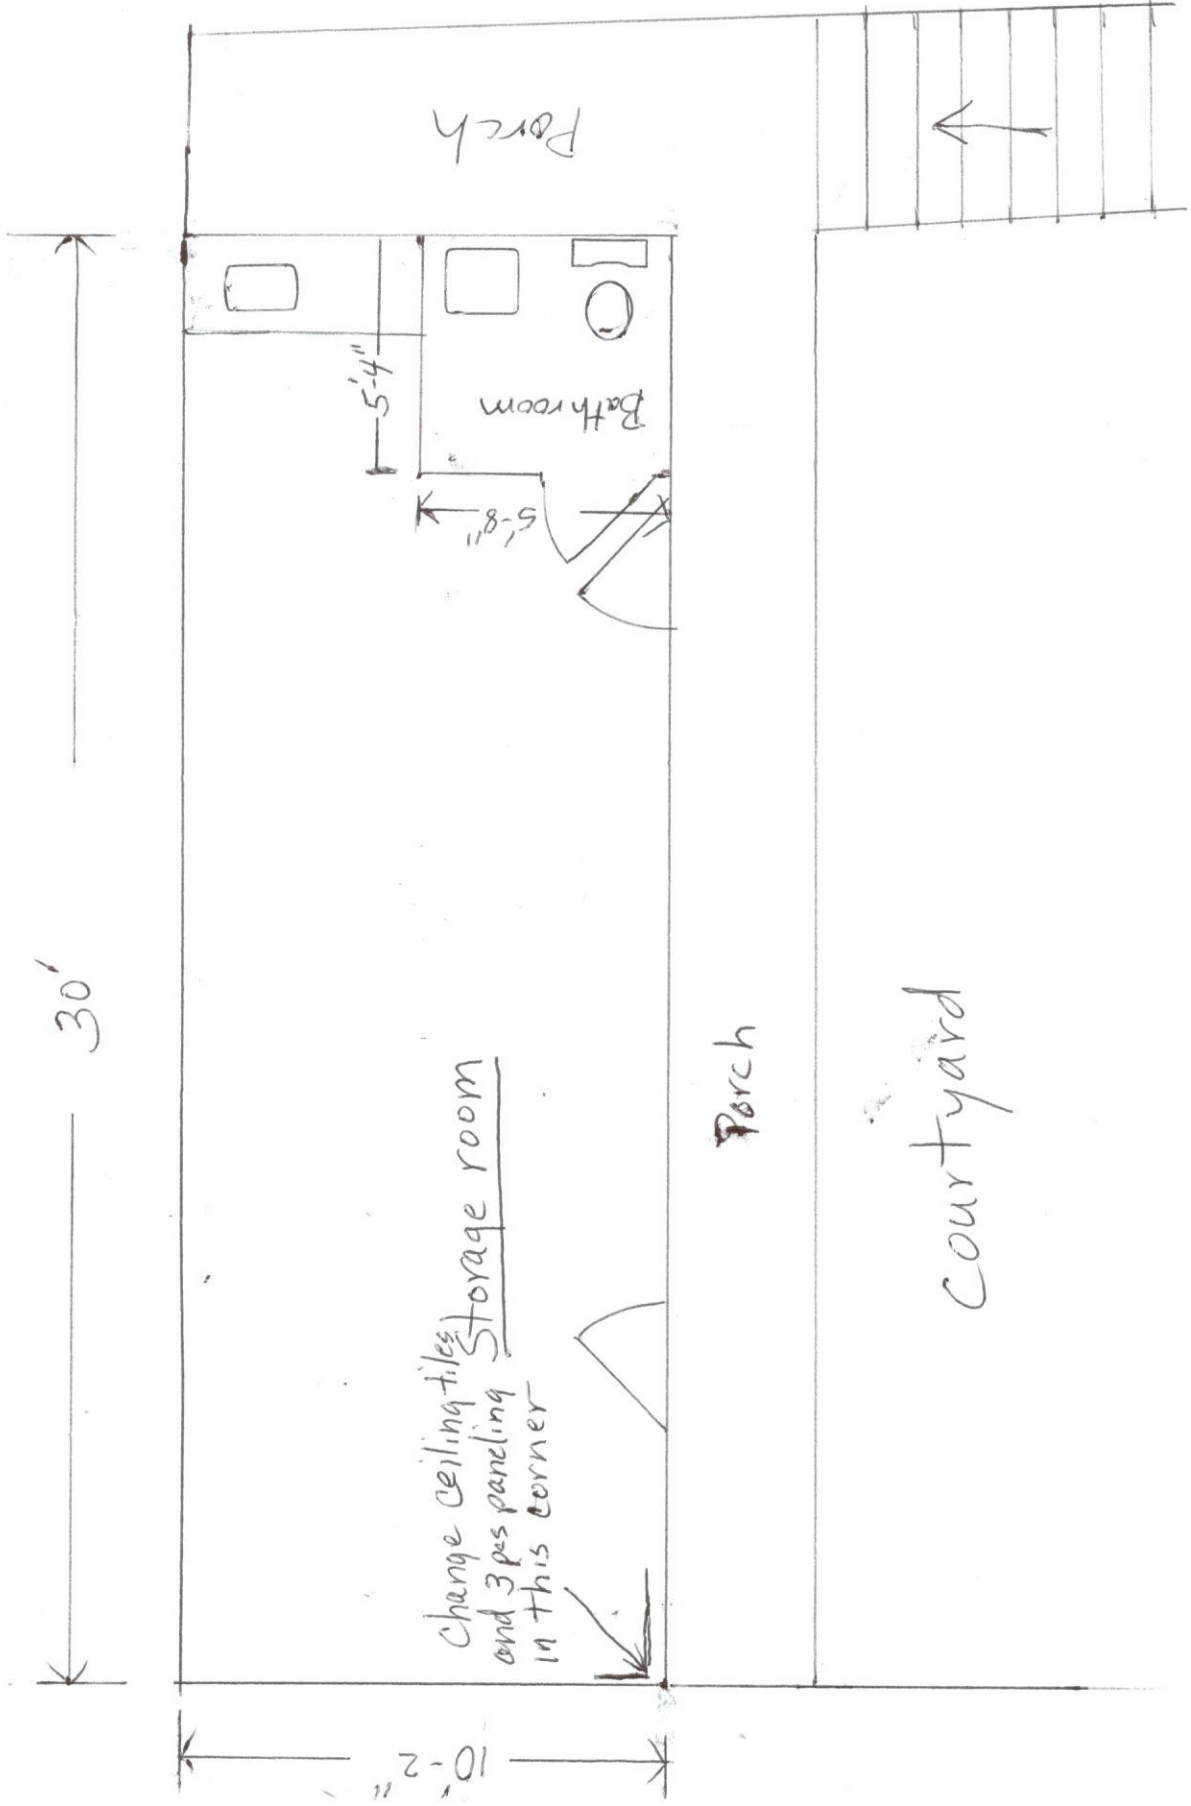 30'
Change ceiling tiles
and 3 pcs paneling
in this corner
Storage room
Porch
Courtyard
5'-4"
5'-8"
Bathroom
Porch
10'-2"